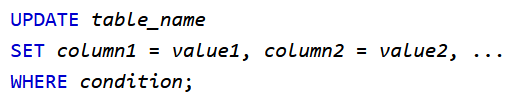 UPDATE table_name
SET column1 = value1, column2 = value2, ...
WHERE condition;